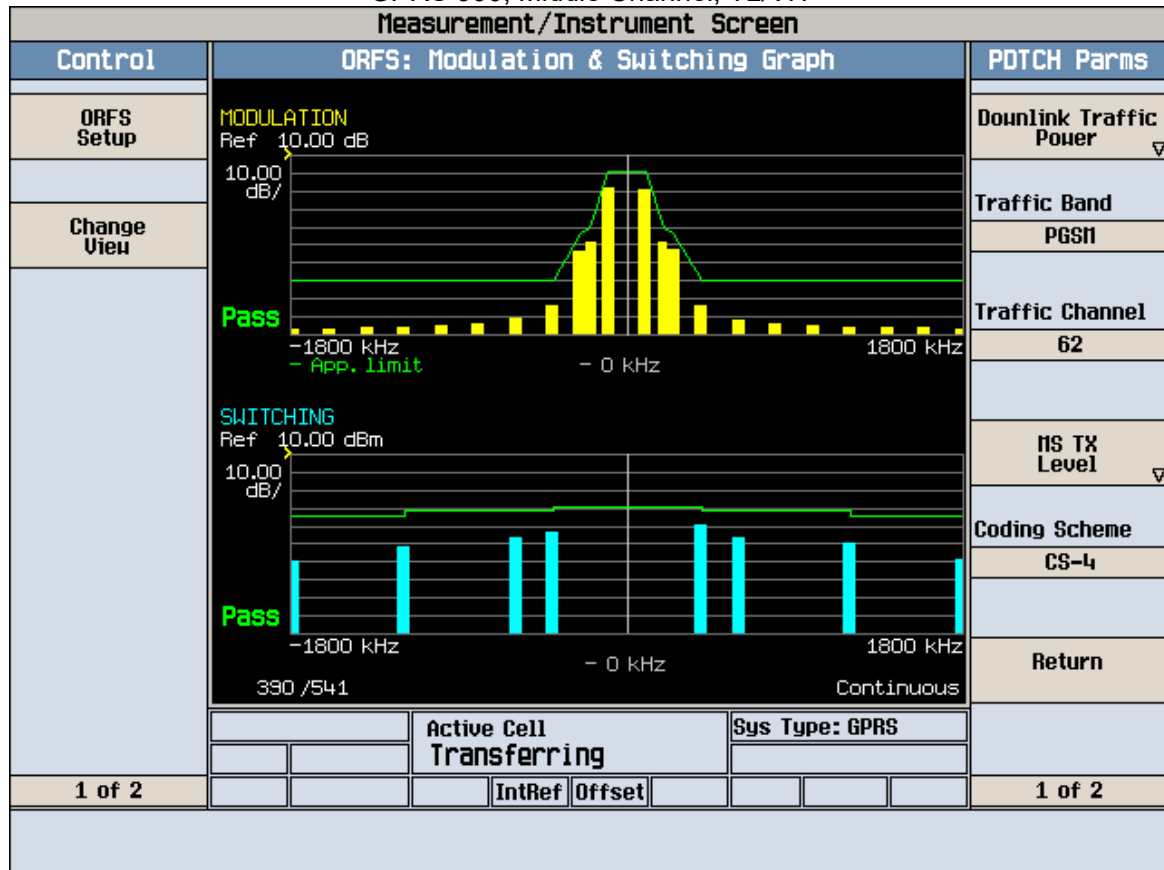 Measurement/Instrument Screen
Control
ORFS: Modulation & Switching Graph
PDTCH Parms
ORFS
Setup
Change
View
MODULATION
Ref 10.00 dB
10.00
dB/
Pass
-1800 kHz
1800 kHz
- App. limit
- 0 kHz
SWITCHING
Ref 10.00 dBm
10.00
dB/
Pass
-1800 kHz
1800 kHz
- 0 kHz
390 /541
Continuous
Downlink Traffic
Power
Traffic Band
PGSM
Traffic Channel
62
MS TX
Level
Coding Scheme
CS-4
Return
Active Cell
Transferring
Sys Type: GPRS
1 of 2
IntRef
Offset
1 of 2